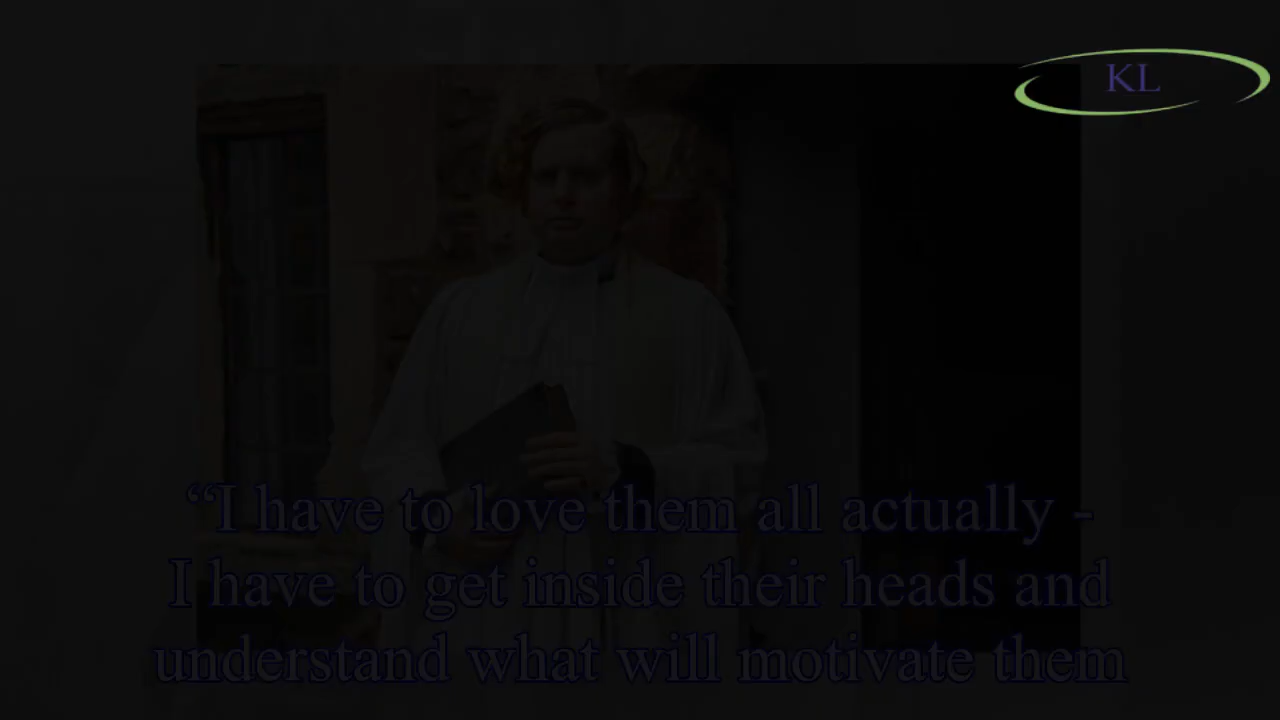 KL
“I have to love them all actually -
I have to get inside their heads and
understand what will motivate them